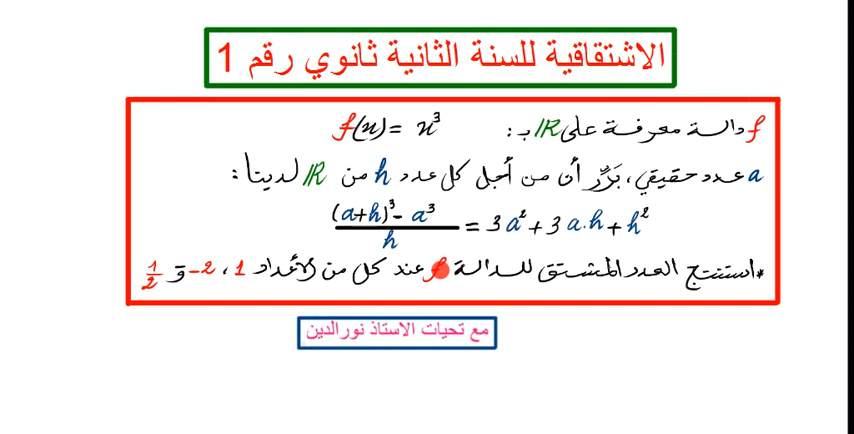 الاشتقاقية للسنة الثانية ثانوي رقم 1
f دالة معرفة على IR بـ: f(x) = x³
a عدد حقيقي، بَرِّر أن من أجل كل عدد h من IR لدينا:
((a+h)³ - a³) / h = 3a² + 3a.h + h²
* استنتج العدد المشتق للدالة f عند كل من الأعداد 1 ، -2 و 1/2
مع تحيات الاستاذ نورالدين